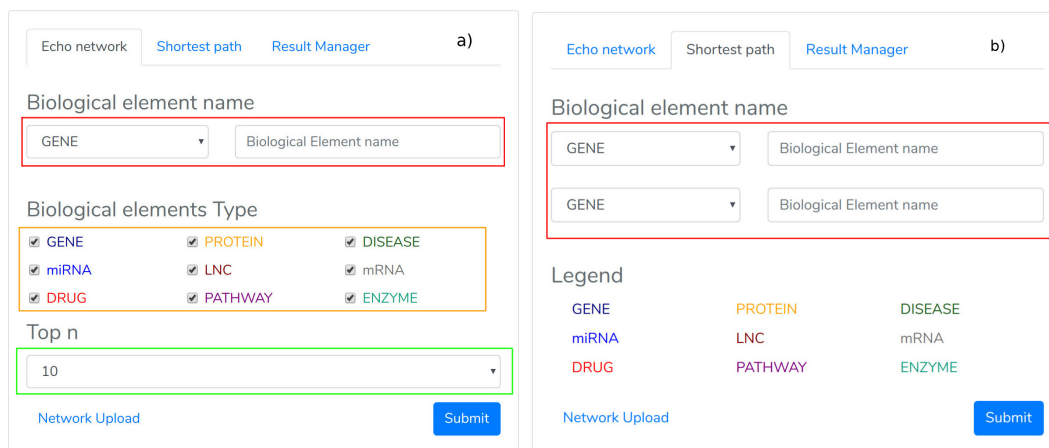 Echo network Shortest path Result Manager a)
Biological element name
GENE Biological Element name
Biological elements Type
GENE PROTEIN DISEASE
miRNA LNC mRNA
DRUG PATHWAY ENZYME
Top n
10
Network Upload Submit
Echo network Shortest path Result Manager b)
Biological element name
GENE Biological Element name
GENE Biological Element name
Legend
GENE PROTEIN DISEASE
miRNA LNC mRNA
DRUG PATHWAY ENZYME
Network Upload Submit